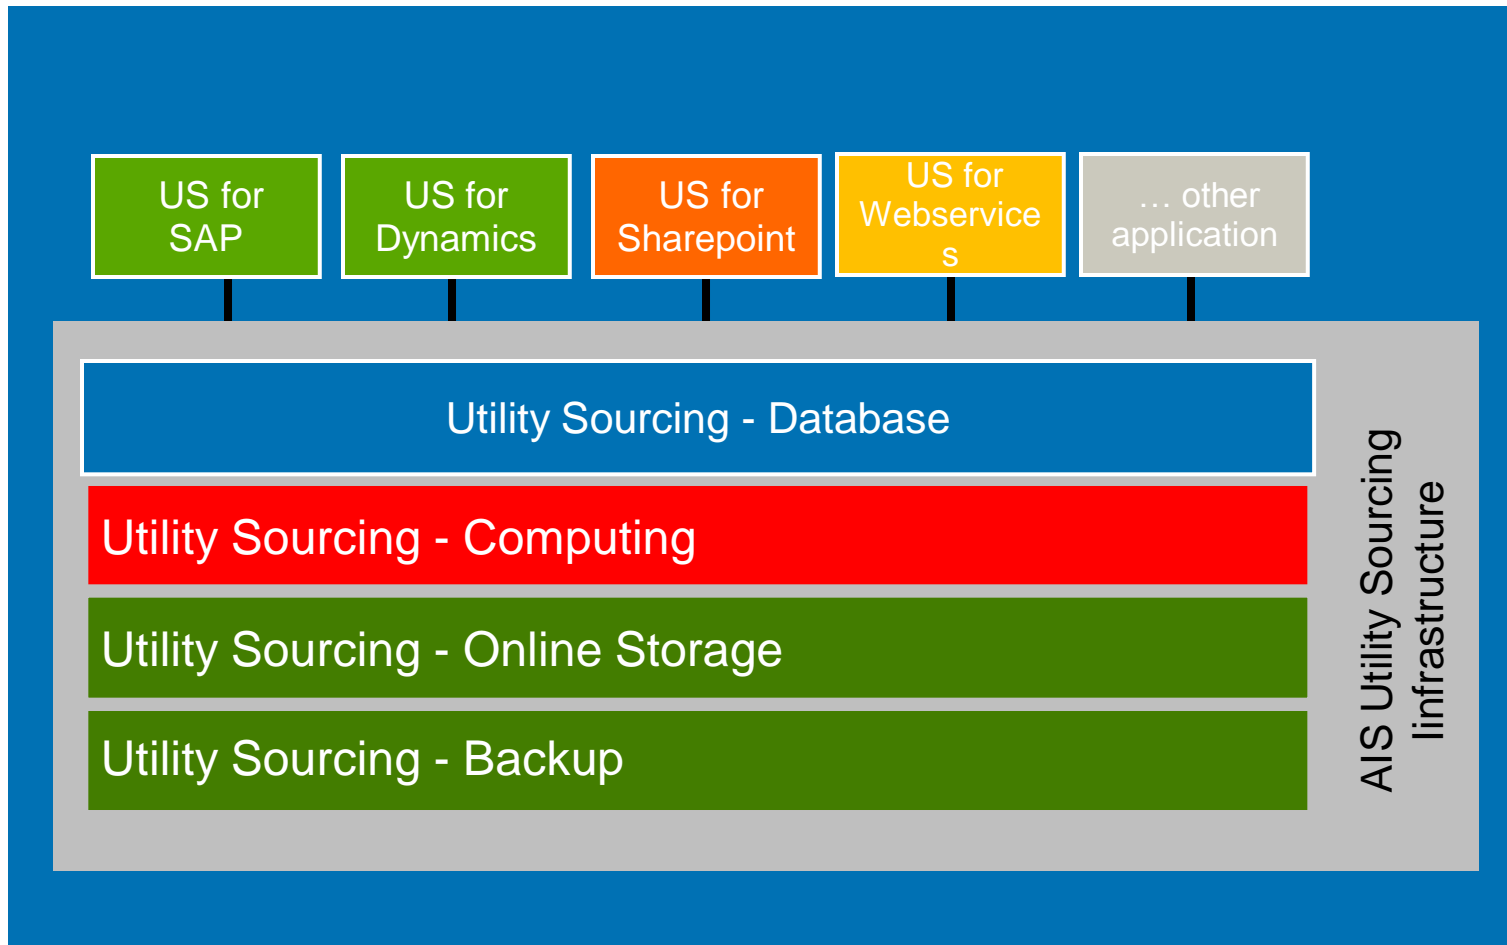 US for
SAP
US for
Dynamics
US for
Sharepoint
US for
Webservice
s
… other
application
Utility Sourcing - Database
Utility Sourcing - Computing
Utility Sourcing - Online Storage
Utility Sourcing - Backup
AIS Utility Sourcing
Iinfrastructure